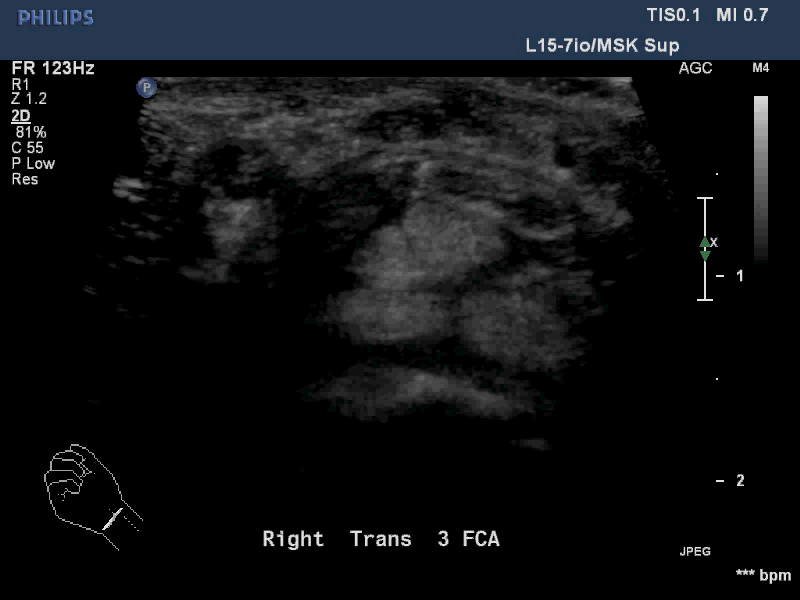 PHILIPS
TIS0.1 MI 0.7
L15-7io/MSK Sup
FR 123Hz
AGC
M4
R1
Z 1.2
2D
81%
C 55
P Low
Res
P
X
1
2
Right Trans 3 FCA
JPEG
*** bpm